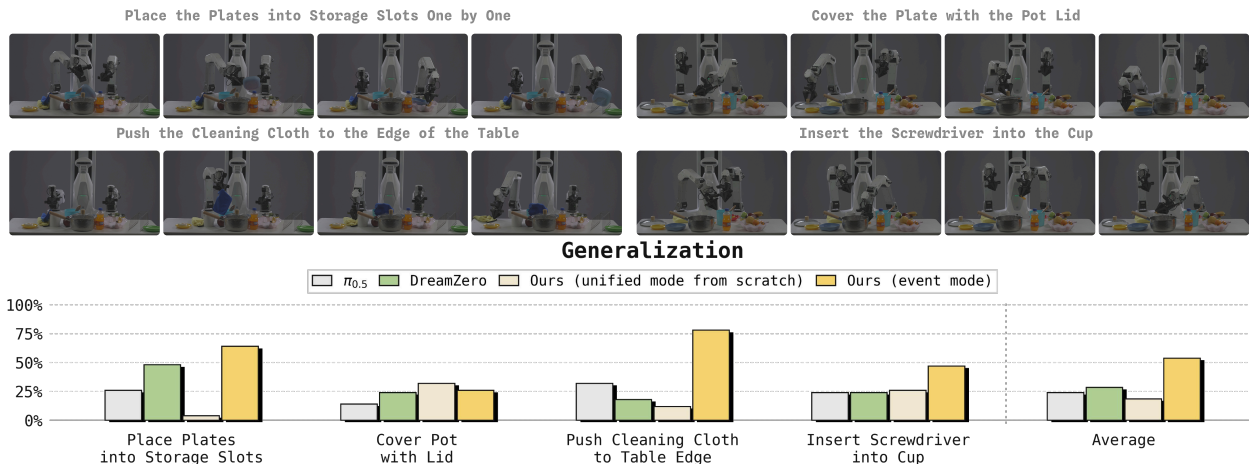 Place the Plates into Storage Slots One by One
Cover the Plate with the Pot Lid
Push the Cleaning Cloth to the Edge of the Table
Insert the Screwdriver into the Cup
Generalization
π0.5
DreamZero
Ours (unified mode from scratch)
Ours (event mode)
100%
75%
50%
25%
0%
Place Plates
into Storage Slots
Cover Pot
with Lid
Push Cleaning Cloth
to Table Edge
Insert Screwdriver
into Cup
Average